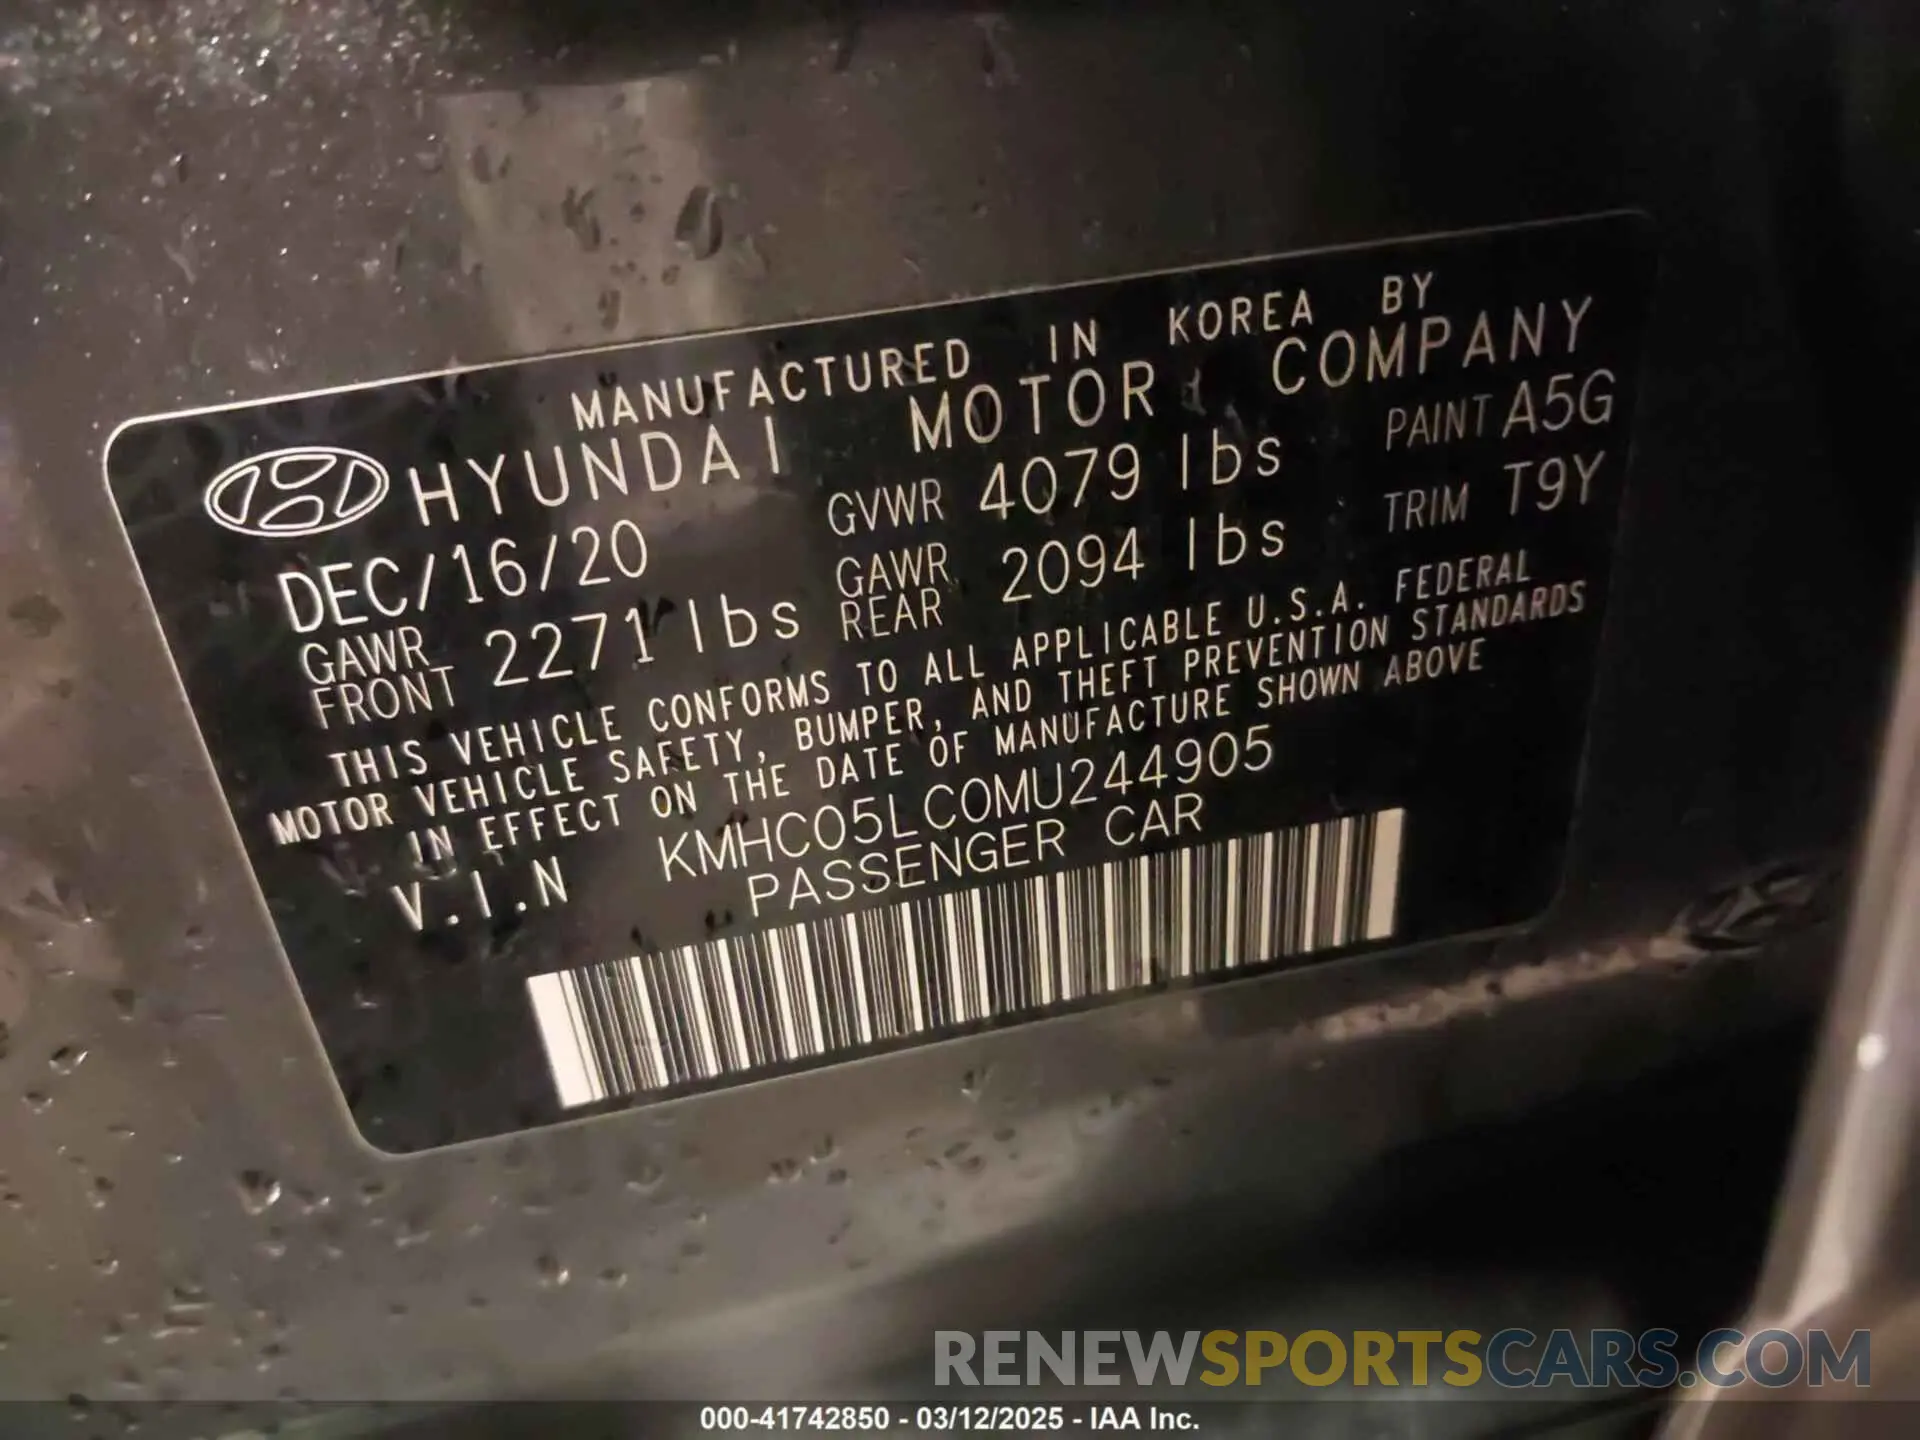 MANUFACTURED IN KOREA BY
HYUNDAI MOTOR COMPANY
DEC/16/20 GVWR 4079 lbs PAINT A5G
GAWR FRONT 2271 lbs GAWR REAR 2094 lbs TRIM T9Y
THIS VEHICLE CONFORMS TO ALL APPLICABLE U.S.A. FEDERAL
MOTOR VEHICLE SAFETY, BUMPER, AND THEFT PREVENTION STANDARDS
IN EFFECT ON THE DATE OF MANUFACTURE SHOWN ABOVE
V.I.N KMHC05LC0MU244905
PASSENGER CAR
RENEWSPORTSCARS.COM
000-41742850 - 03/12/2025 - IAA Inc.